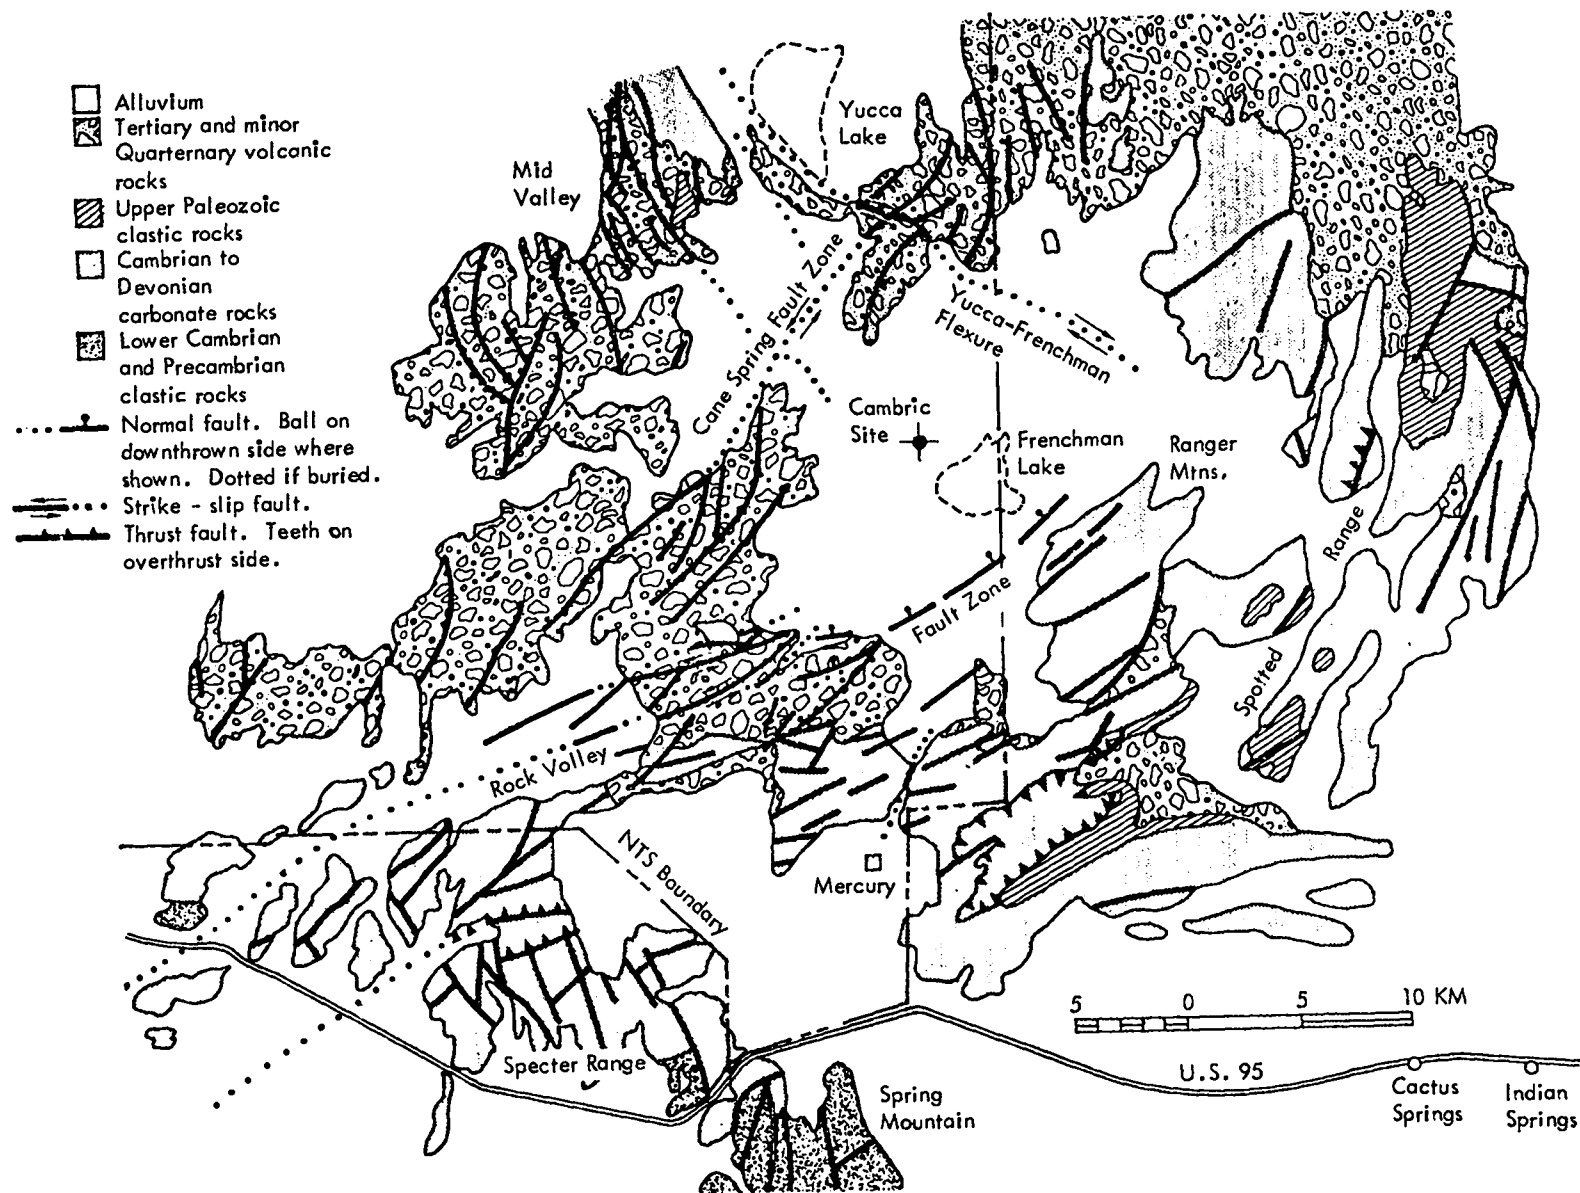 Alluvium
Tertiary and minor
Quarternary volcanic
rocks
Upper Paleozoic
clastic rocks
Cambrian to
Devonian
carbonate rocks
Lower Cambrian
and Precambrian
clastic rocks
Normal fault. Ball on
downthrown side where
shown. Dotted if buried.
Strike - slip fault.
Thrust fault. Teeth on
overthrust side.
Mid
Valley
Yucca
Lake
Cane Spring Fault Zone
Yucca-Frenchman
Flexure
Cambric
Site
Frenchman
Lake
Ranger
Mtns.
Spotted Range
Rock Valley Fault Zone
NTS Boundary
Mercury
Specter Range
Spring
Mountain
5 0 5 10 KM
U.S. 95
Cactus
Springs
Indian
Springs